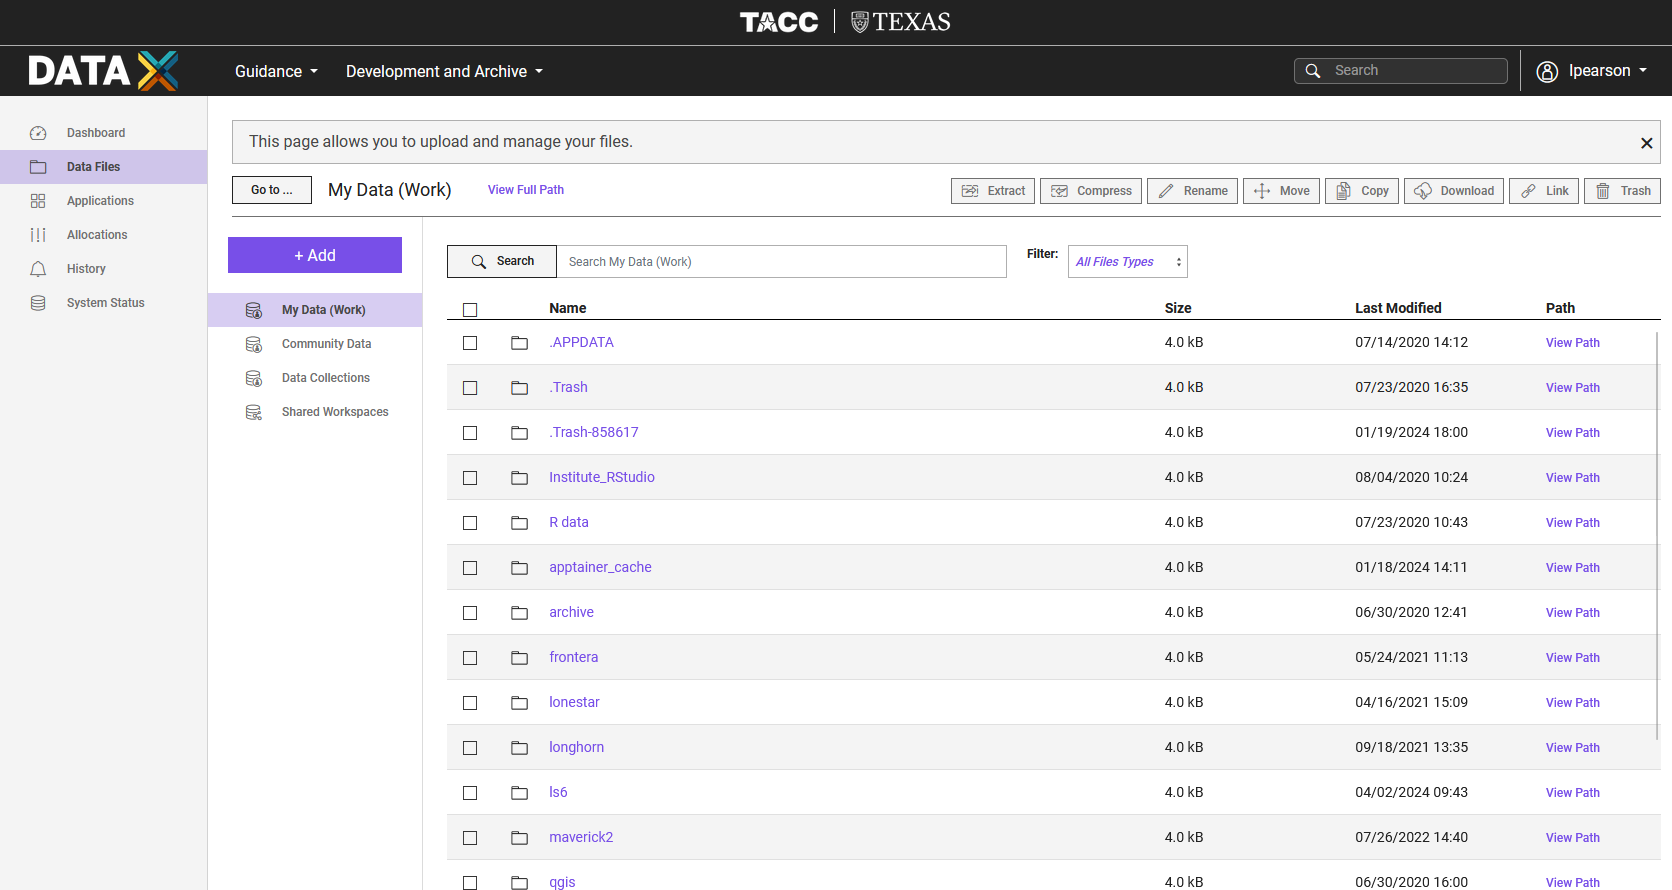 TACC TEXAS
DATA X Guidance Development and Archive Search lpearson
Dashboard
Data Files
Applications
Allocations
History
System Status
This page allows you to upload and manage your files.
Go to ... My Data (Work) View Full Path Extract Compress Rename Move Copy Download Link Trash
+ Add
My Data (Work)
Community Data
Data Collections
Shared Workspaces
Search Search My Data (Work) Filter: All Files Types
Name Size Last Modified Path
.APPDATA 4.0 kB 07/14/2020 14:12 View Path
.Trash 4.0 kB 07/23/2020 16:35 View Path
.Trash-858617 4.0 kB 01/19/2024 18:00 View Path
Institute_RStudio 4.0 kB 08/04/2020 10:24 View Path
R data 4.0 kB 07/23/2020 10:43 View Path
apptainer_cache 4.0 kB 01/18/2024 14:11 View Path
archive 4.0 kB 06/30/2020 12:41 View Path
frontera 4.0 kB 05/24/2021 11:13 View Path
lonestar 4.0 kB 04/16/2021 15:09 View Path
longhorn 4.0 kB 09/18/2021 13:35 View Path
ls6 4.0 kB 04/02/2024 09:43 View Path
maverick2 4.0 kB 07/26/2022 14:40 View Path
qgis 4.0 kB 06/30/2020 16:00 View Path